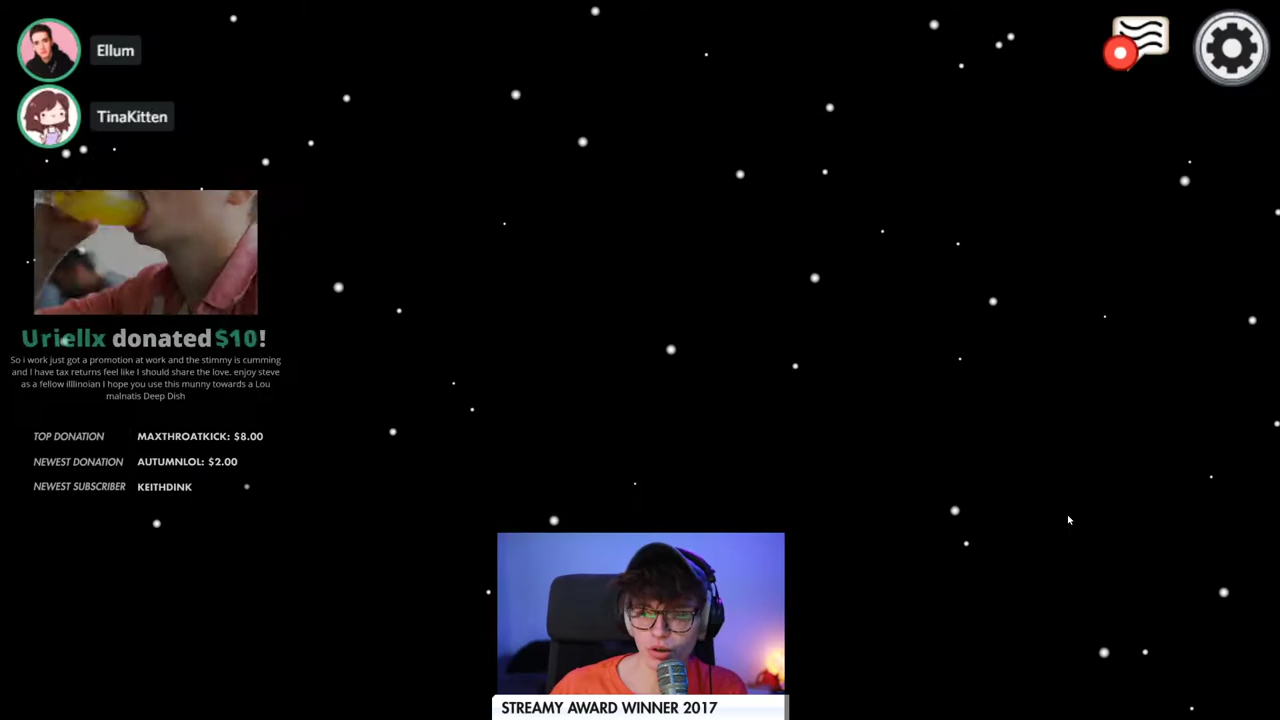 Ellum
TinaKitten
Uriellx donated $10!
So i work just got a promotion at work and the stimmy is cumming
and I have tax returns feel like I should share the love. enjoy steve
as a fellow illlinoian I hope you use this munny towards a Lou
malnatis Deep Dish
TOP DONATION MAXTHROATKICK: $8.00
NEWEST DONATION AUTUMNLOL: $2.00
NEWEST SUBSCRIBER KEITHDINK
STREAMY AWARD WINNER 2017